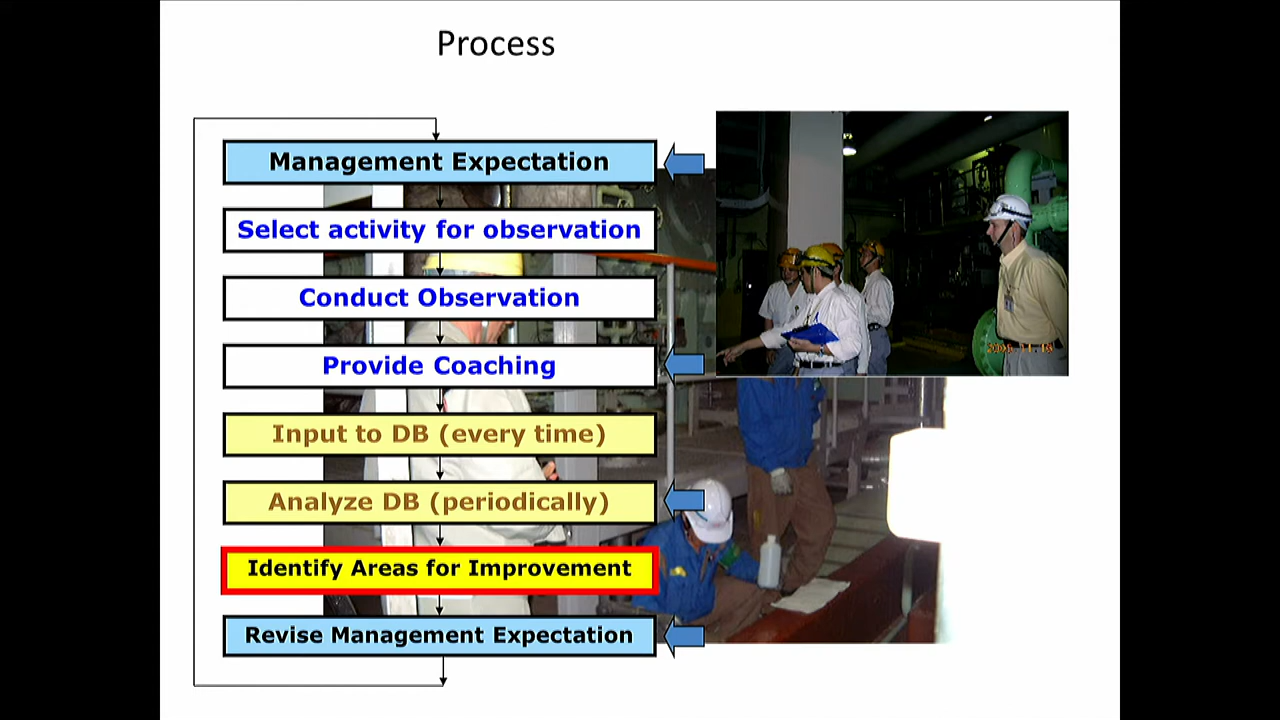 Process
Management Expectation
Select activity for observation
Conduct Observation
Provide Coaching
Input to DB (every time)
Analyze DB (periodically)
Identify Areas for Improvement
Revise Management Expectation